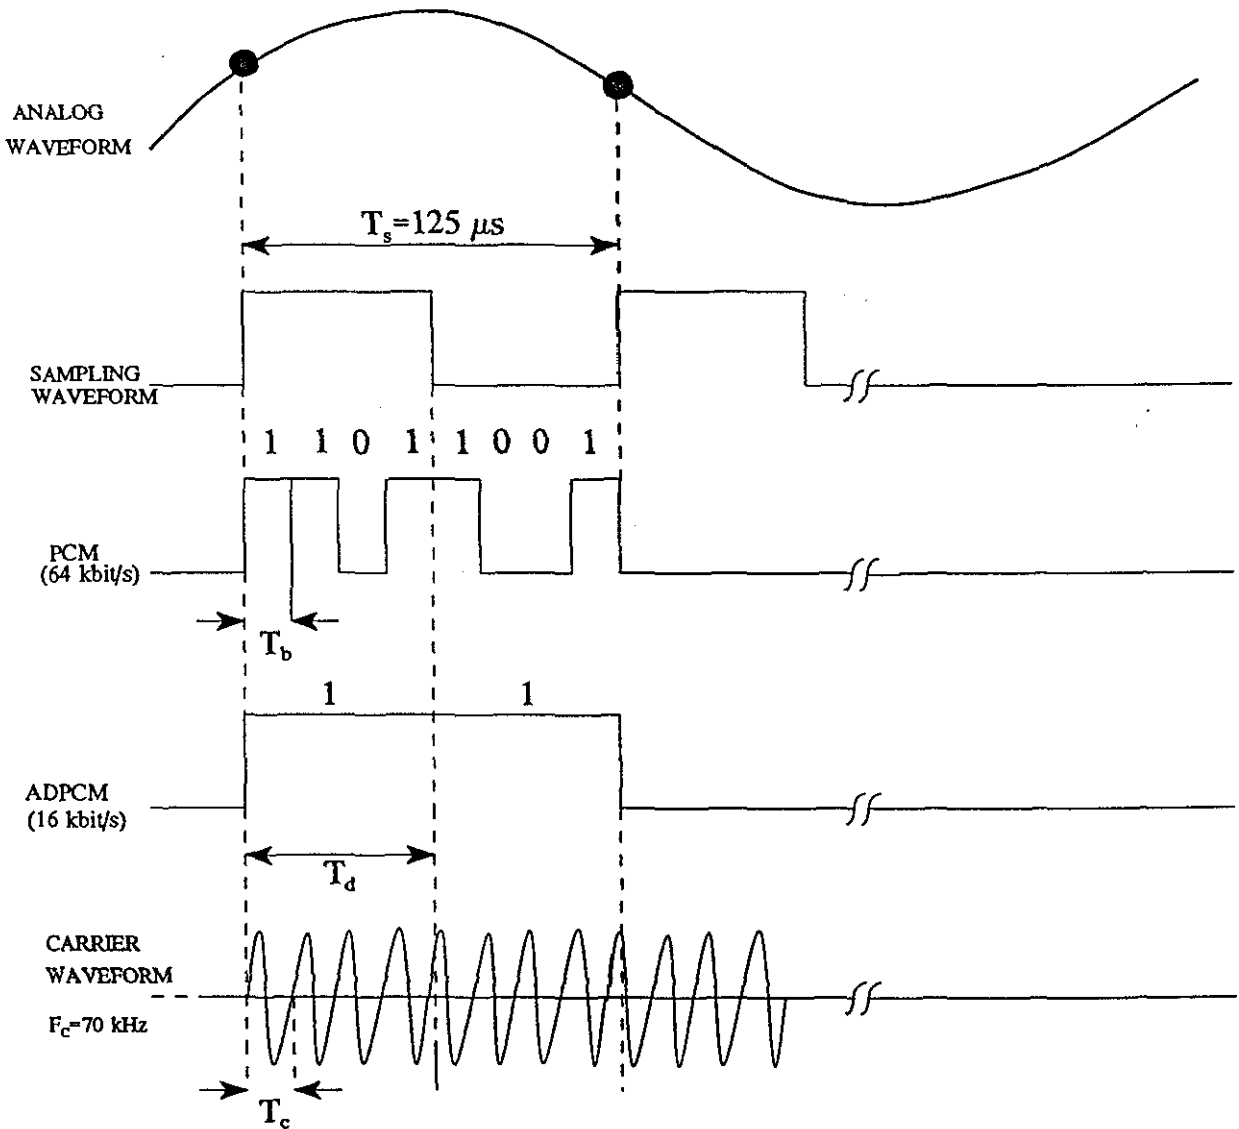 ANALOG
WAVEFORM
T_s=125 μs
SAMPLING
WAVEFORM
1 1 0 1 1 0 0 1
PCM
(64 kbit/s)
T_b
1 1
ADPCM
(16 kbit/s)
T_d
CARRIER
WAVEFORM
F_c=70 kHz
T_c